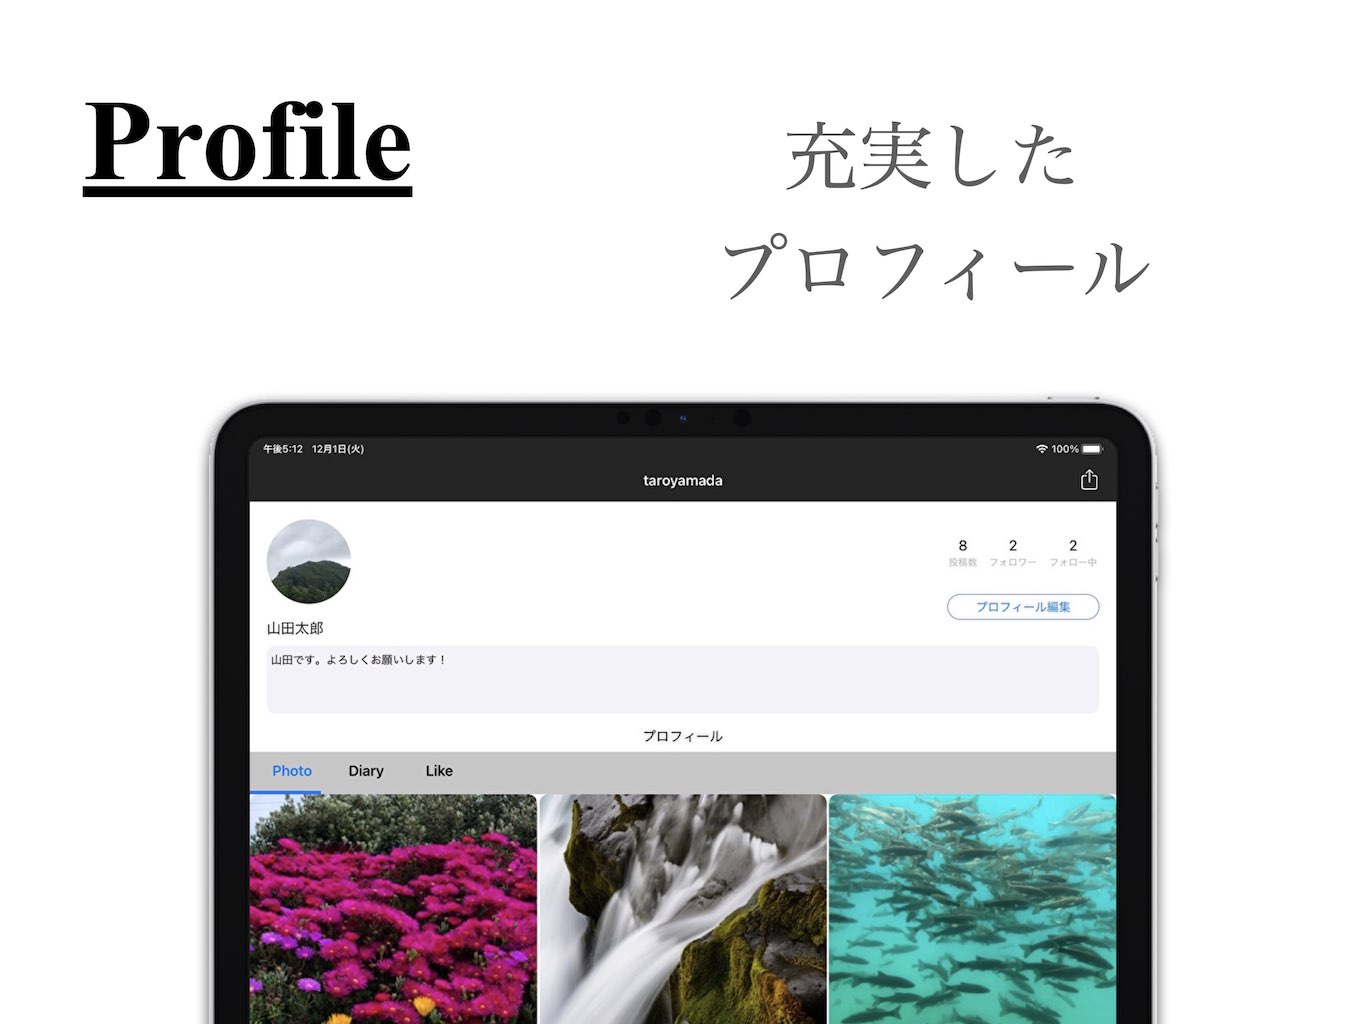 Profile
充実した
プロフィール
午後5:12 12月1日(火)
100%
taroyamada
8 2 2
投稿数 フォロワー フォロー中
プロフィール編集
山田太郎
山田です。よろしくお願いします！
プロフィール
Photo Diary Like